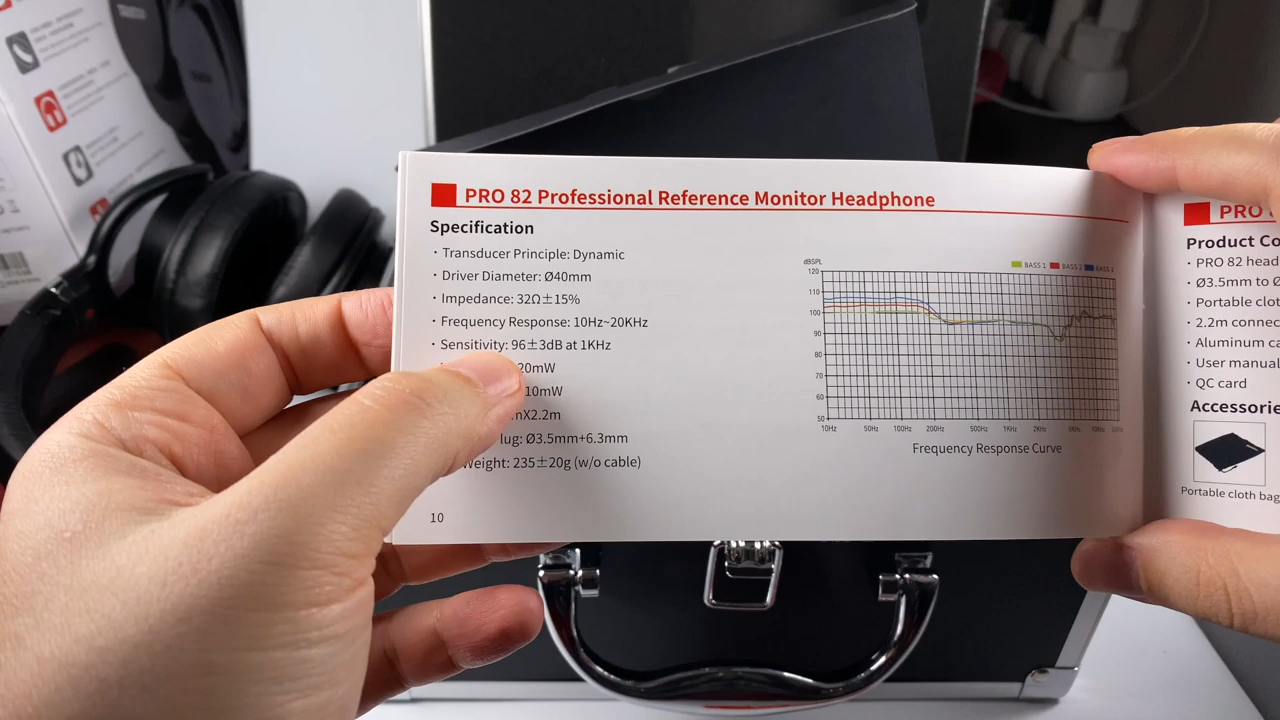 PRO 82 Professional Reference Monitor Headphone
Specification
· Transducer Principle: Dynamic
· Driver Diameter: Ø40mm
· Impedance: 32Ω±15%
· Frequency Response: 10Hz~20KHz
· Sensitivity: 96±3dB at 1KHz
20mW
10mW
X2.2m
lug: Ø3.5mm+6.3mm
Weight: 235±20g (w/o cable)
10
dBSPL
BASS 1 BASS 2 BASS 3
120
110
100
90
80
70
60
50
10Hz 50Hz 100Hz 200Hz 500Hz 1KHz 2KHz 5KHz 10KHz 20KHz
Frequency Response Curve
PRO
Product Co
· PRO 82 head
· Ø3.5mm to
· Portable clot
· 2.2m connec
· Aluminum ca
· User manual
· QC card
Accessorie
Portable cloth bag